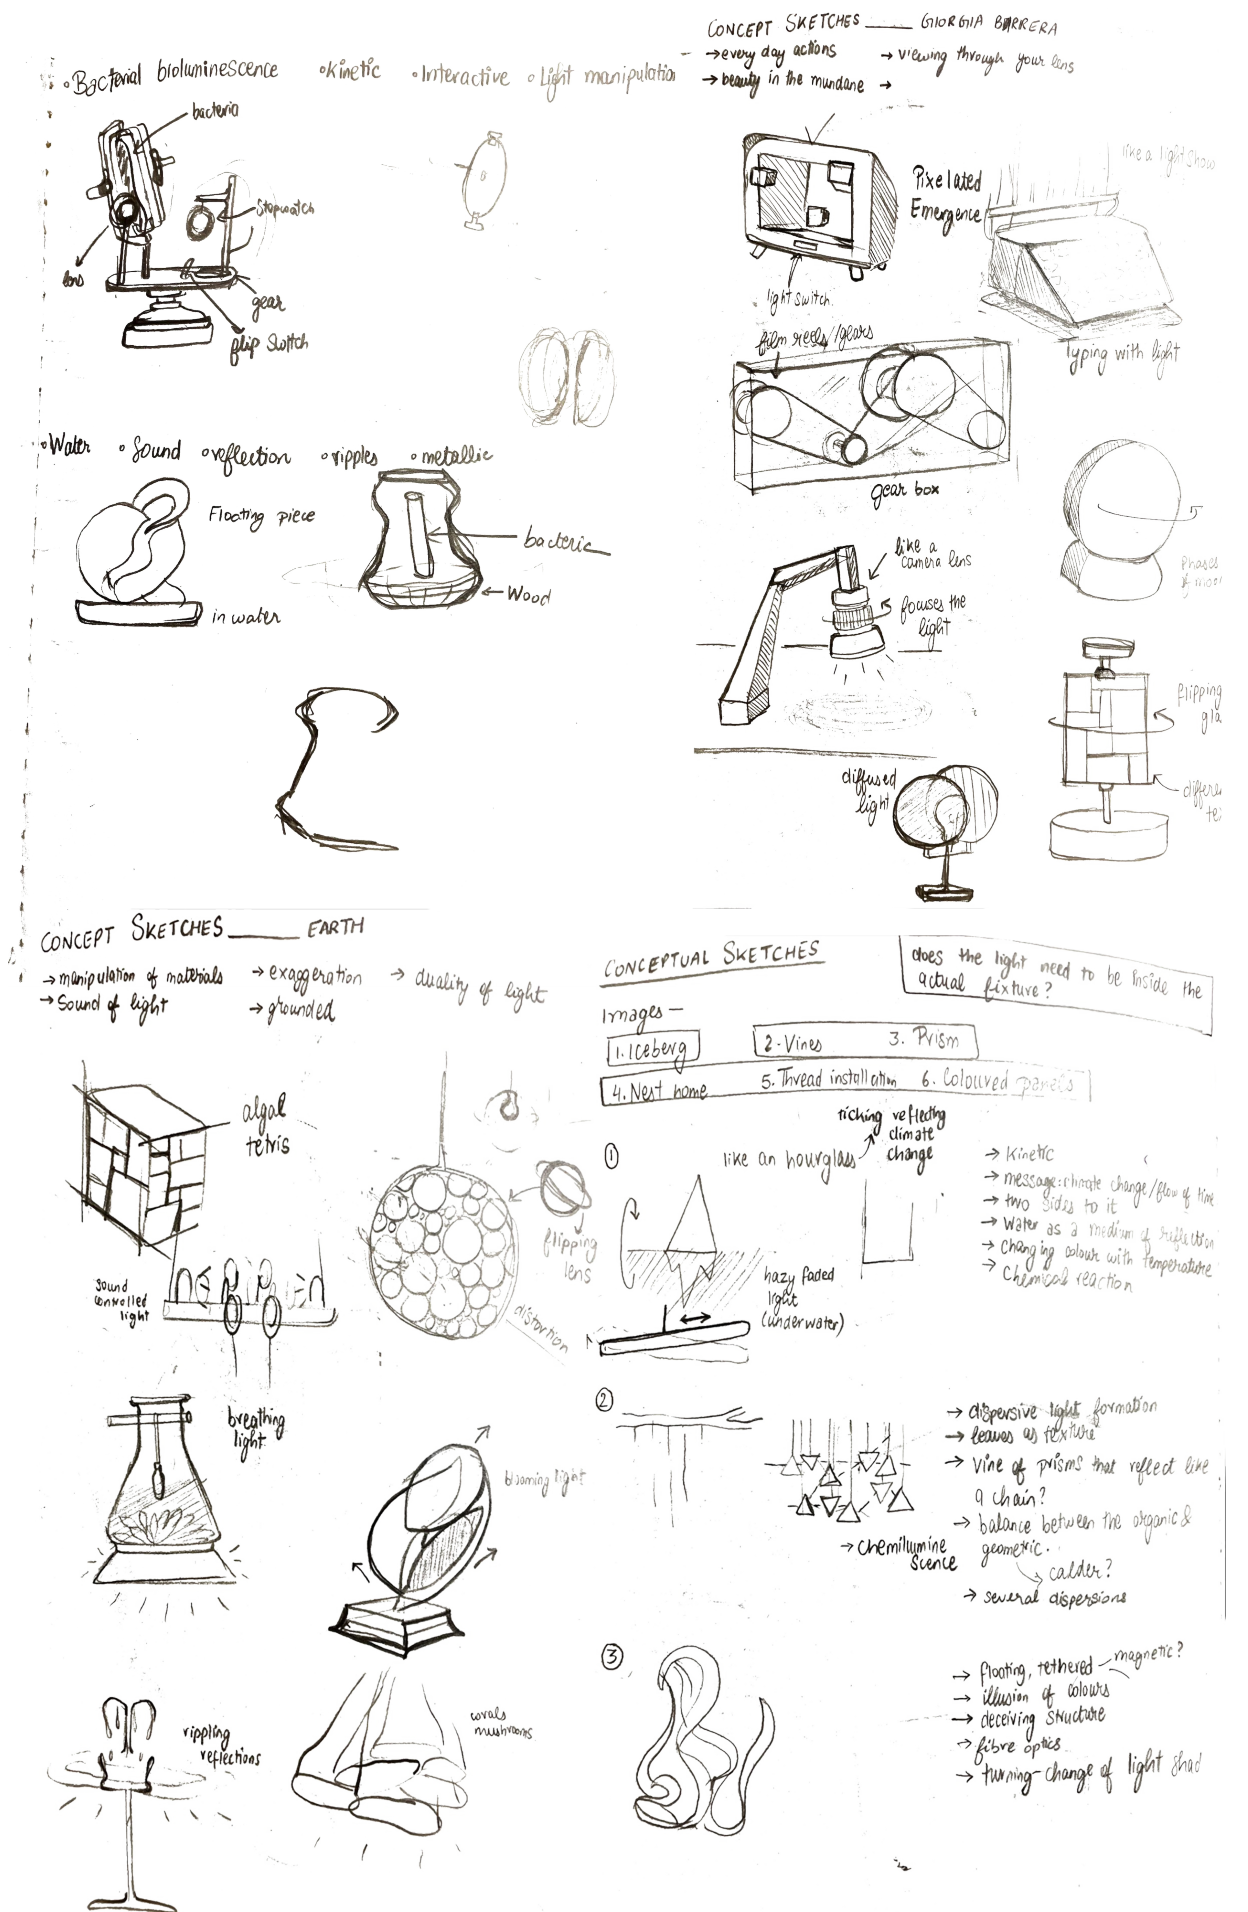 •Bacterial bioluminescence •Kinetic •Interactive •Light manipulation
bacteria
Stopwatch
lens
gear
flip Switch
•Water •Sound •reflection •ripples •metallic
Floating piece
in water
bacteria
Wood
CONCEPT SKETCHES GIORGIA BARRERA
→every day actions → viewing through your lens
→beauty in the mundane →
like a light show
Pixelated
Emergence
light switch
Typing with light
film reels/gears
gear box
like a
camera lens
focuses the
light
Phases
of moon
flipping
diffused
light
CONCEPT SKETCHES EARTH
→manipulation of materials → exaggeration → duality of light
→Sound of light → grounded
algal
tetris
flipping
lens
distortion
sound
controlled
light
breathing
light
blooming light
rippling
reflections
corals
mushrooms
CONCEPTUAL SKETCHES
does the light need to be inside the
actual fixture?
Images—
1. Iceberg 2. Vines 3. Prism
4. Nest home 5. Thread installation 6. Coloured panels
① like an hourglass
ticking reflecting
climate
change
hazy faded
light
(underwater)
→ Kinetic
→ message: climate change/flow of time
→ two sides to it
→ water as a medium of reflection
→ changing colour with temperature
→ Chemical reaction
②
→ chemillumine
scence
→ dispersive light formation
→ leaves as texture
→ vine of prisms that reflect like
a chain?
→ balance between the organic &
geometric.
calder?
→ several dispersions
③
→ floating, tethered — magnetic?
→ illusion of colours
→ deceiving structure
→ fibre optics
→ turning-change of light shad